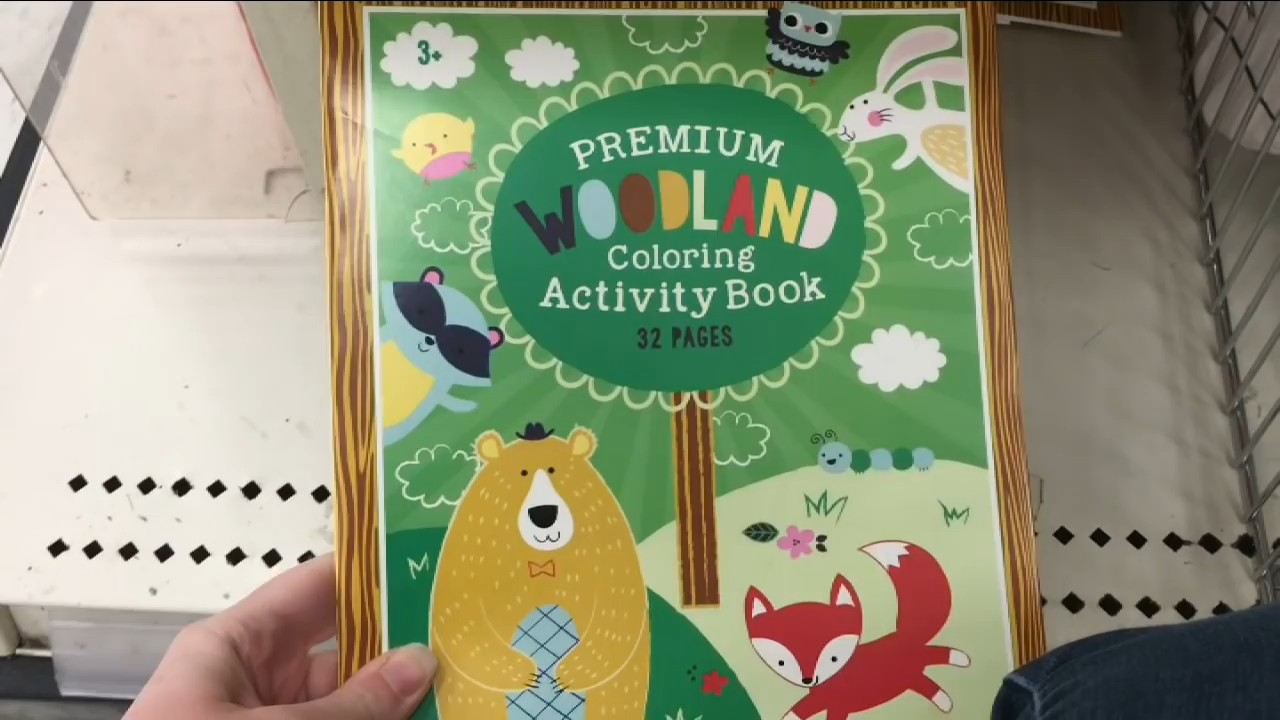 3+
PREMIUM
WOODLAND
Coloring
Activity Book
32 PAGES